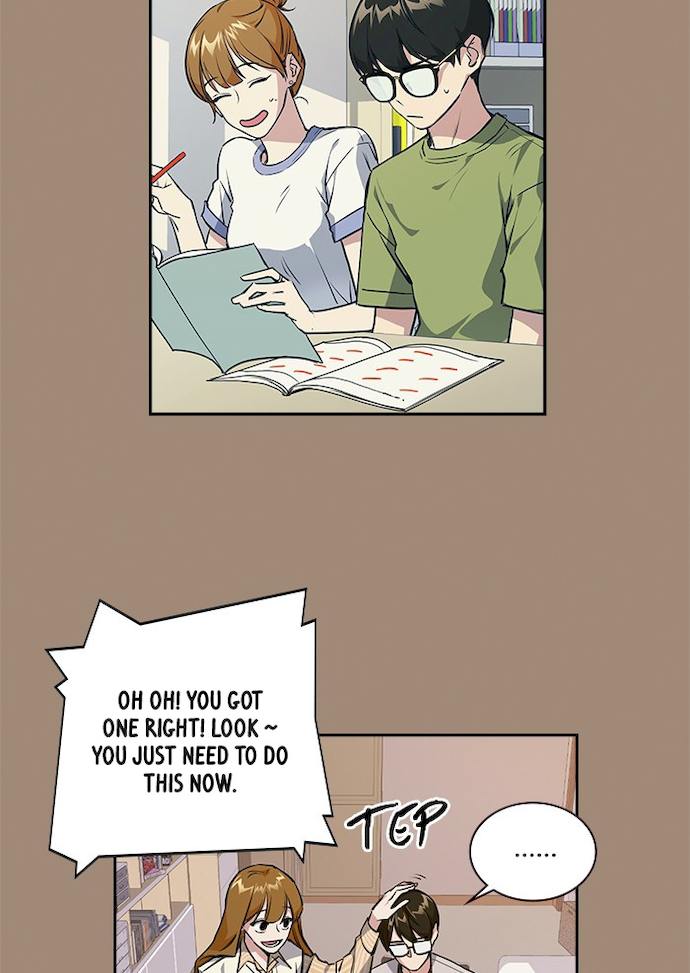 OH OH! YOU GOT
ONE RIGHT! LOOK ~
YOU JUST NEED TO DO
THIS NOW.
TEP
......